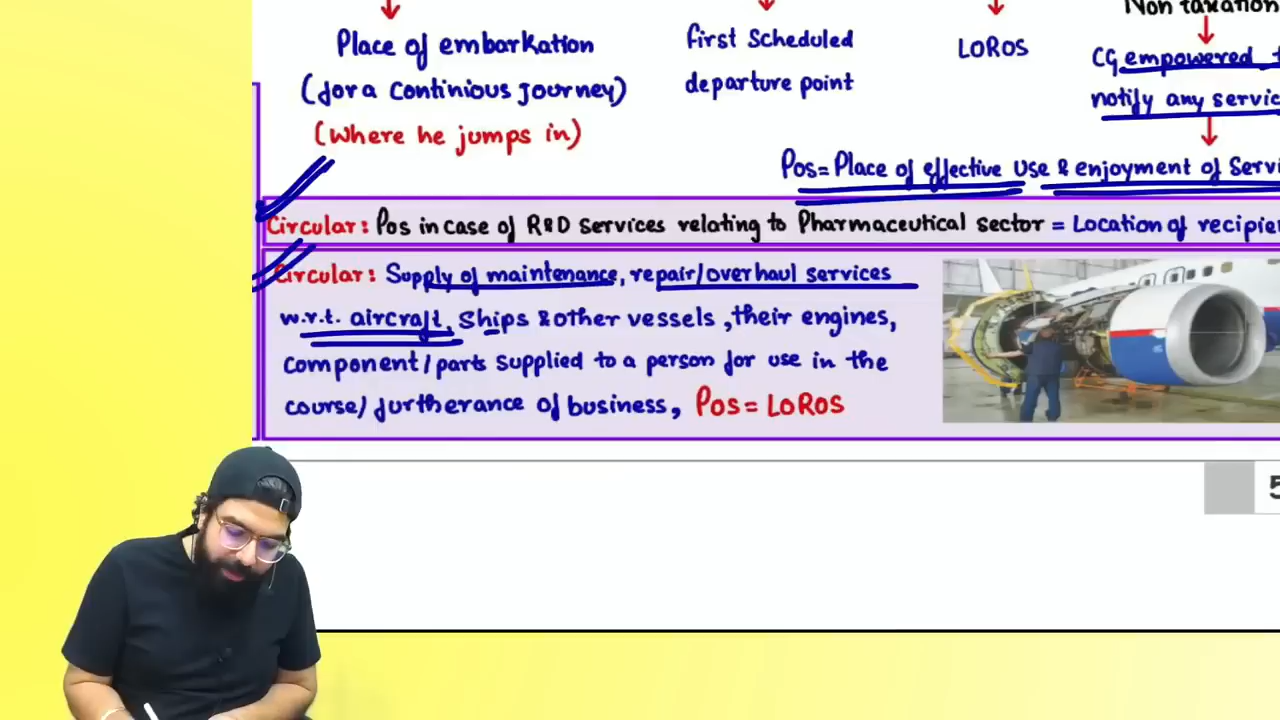 Non taxation
Place of embarkation
First Scheduled
LOROS
CG empowered
(for a Continious Journey)
departure point
notify any servic
(Where he jumps in)
Pos = Place of effective Use & enjoyment of Servi
Circular: Pos in case of R&D Services relating to Pharmaceutical sector = Location of recipie
Circular: Supply of maintenance, repair/overhaul services
w.r.t. aircraft, Ships & other vessels, their engines,
component/parts supplied to a person for use in the
course/furtherance of business, Pos = LOROS
5